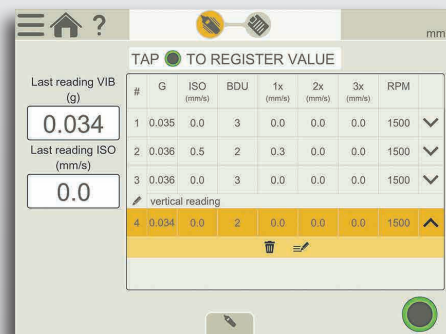 ?
mm
TAP TO REGISTER VALUE
Last reading VIB
(g)
0.034
Last reading ISO
(mm/s)
0.0
# G ISO (mm/s) BDU 1x (mm/s) 2x (mm/s) 3x (mm/s) RPM
1 0.035 0.0 3 0.0 0.0 0.0 1500
2 0.036 0.5 2 0.3 0.0 0.0 1500
3 0.036 0.0 3 0.0 0.0 0.0 1500
vertical reading
4 0.034 0.0 2 0.0 0.0 0.0 1500